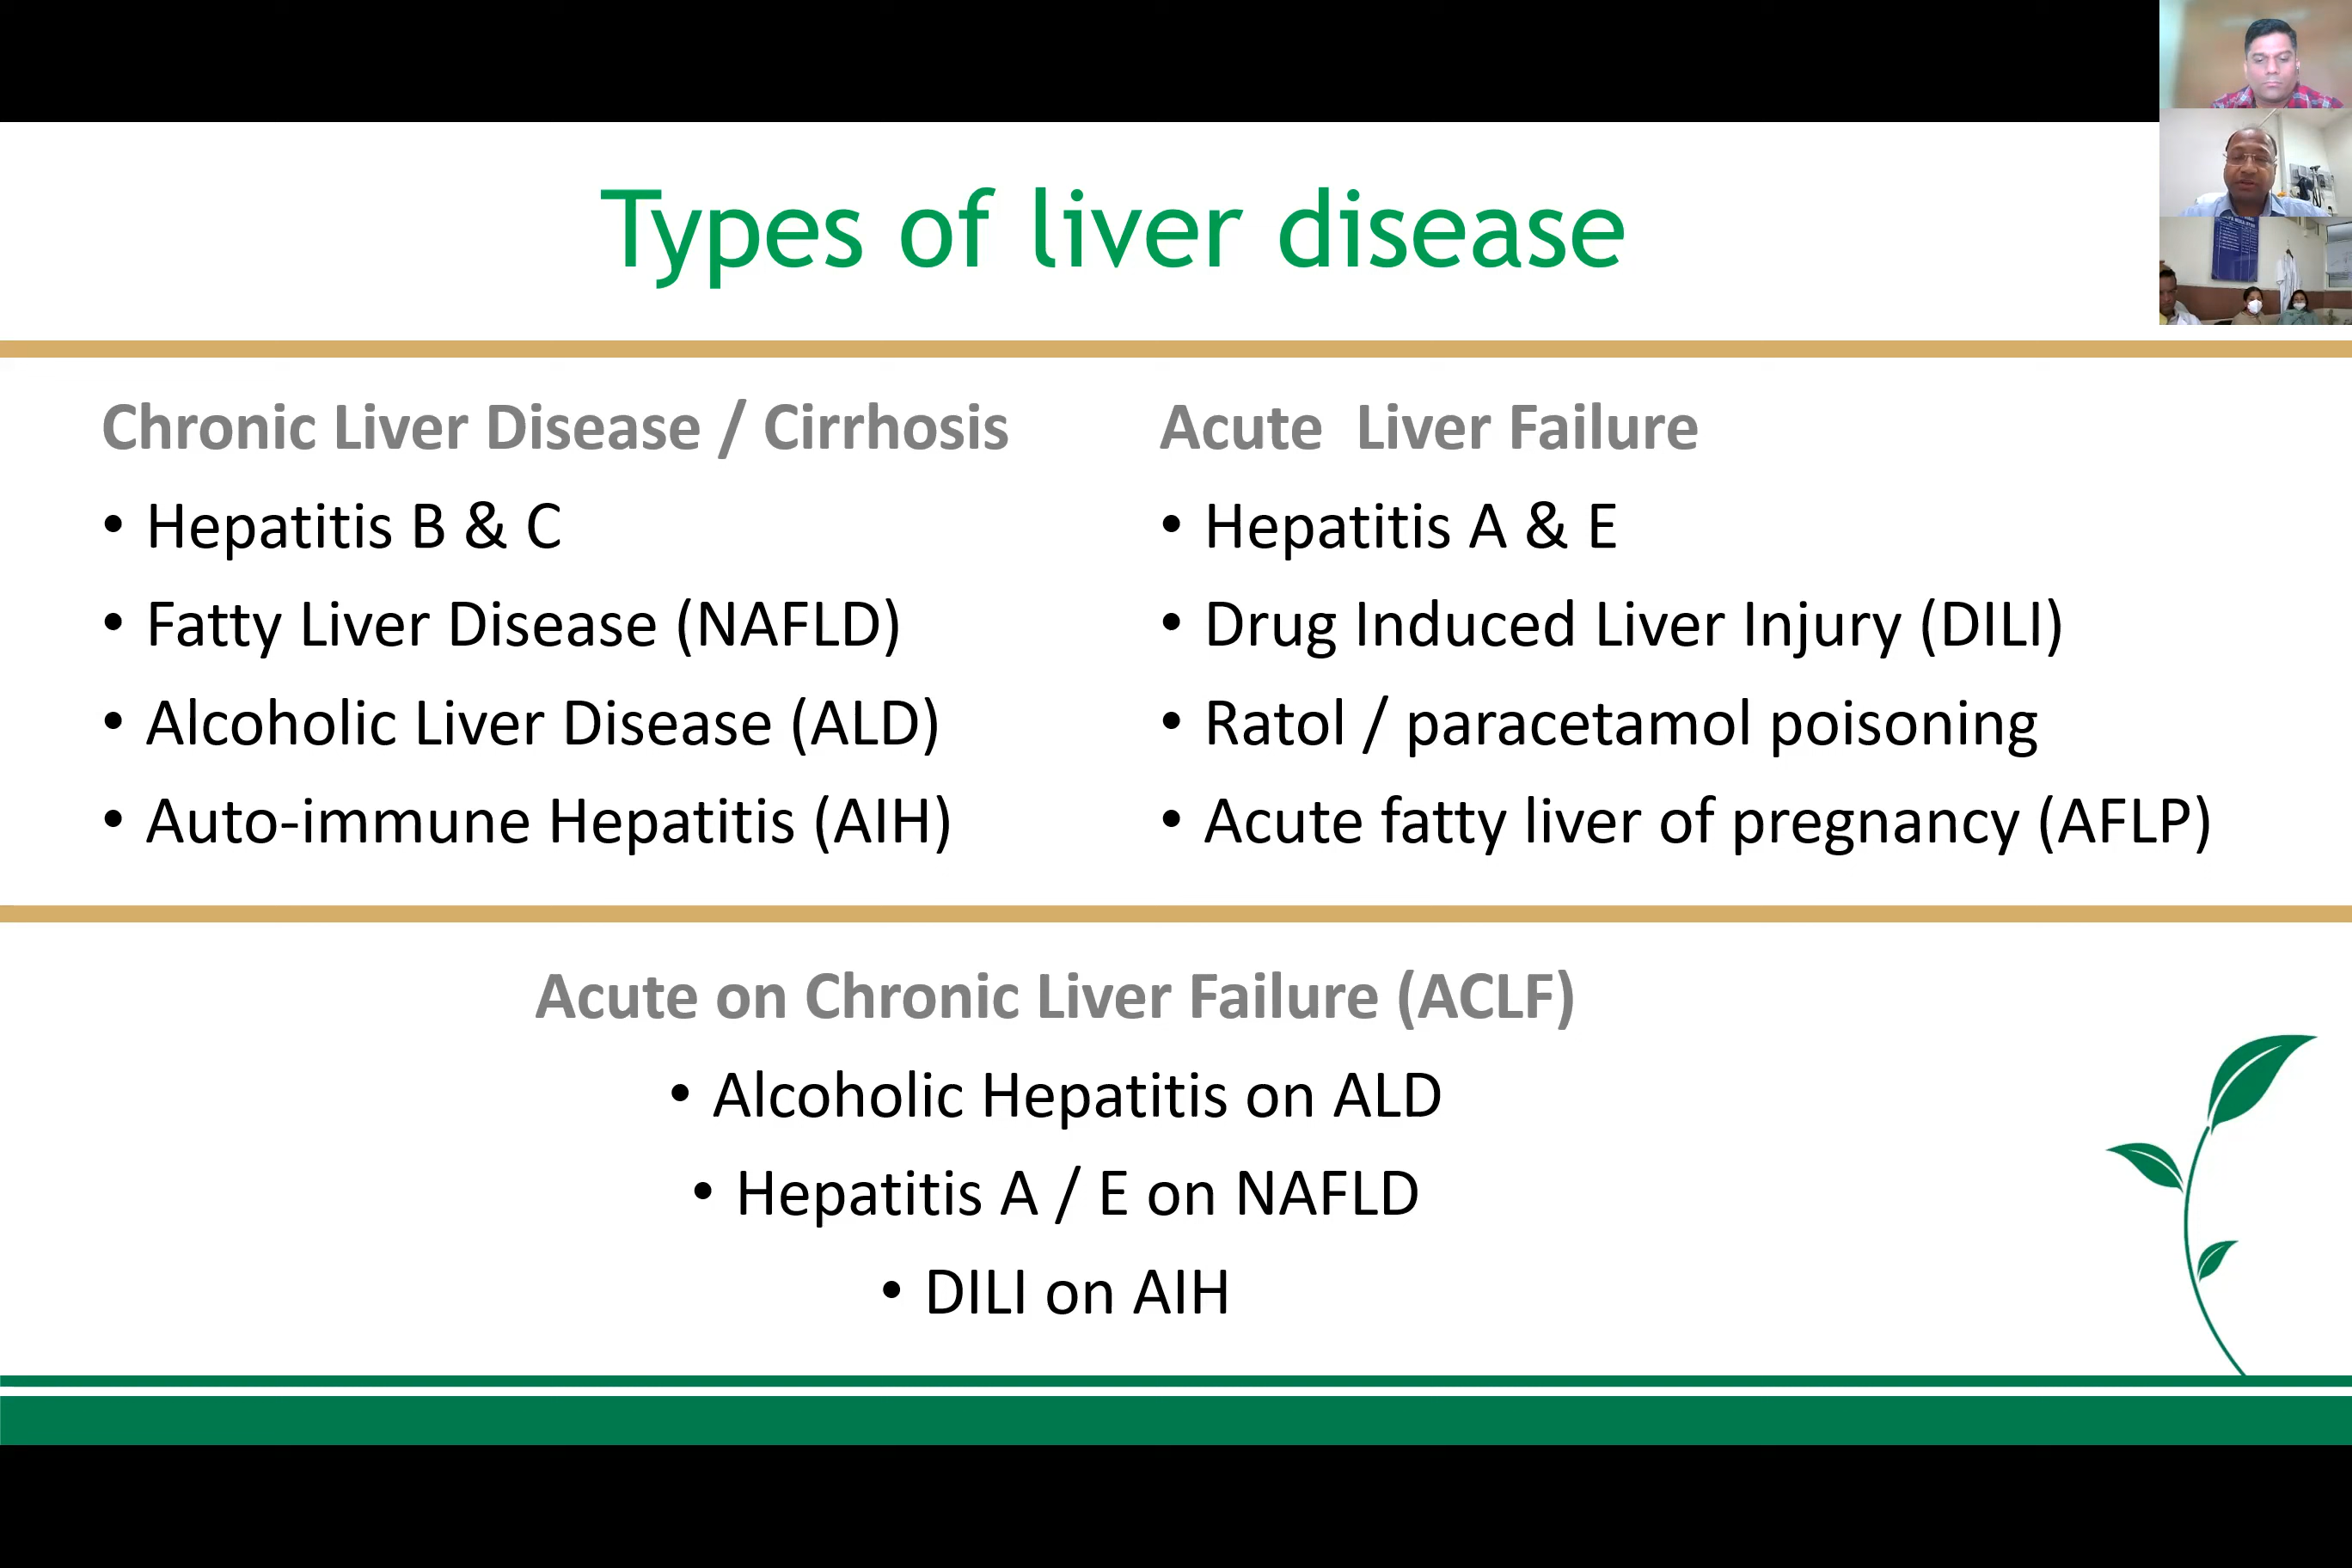 Types of liver disease
Chronic Liver Disease / Cirrhosis
• Hepatitis B & C
• Fatty Liver Disease (NAFLD)
• Alcoholic Liver Disease (ALD)
• Auto-immune Hepatitis (AIH)
Acute Liver Failure
• Hepatitis A & E
• Drug Induced Liver Injury (DILI)
• Ratol / paracetamol poisoning
• Acute fatty liver of pregnancy (AFLP)
Acute on Chronic Liver Failure (ACLF)
• Alcoholic Hepatitis on ALD
• Hepatitis A / E on NAFLD
• DILI on AIH